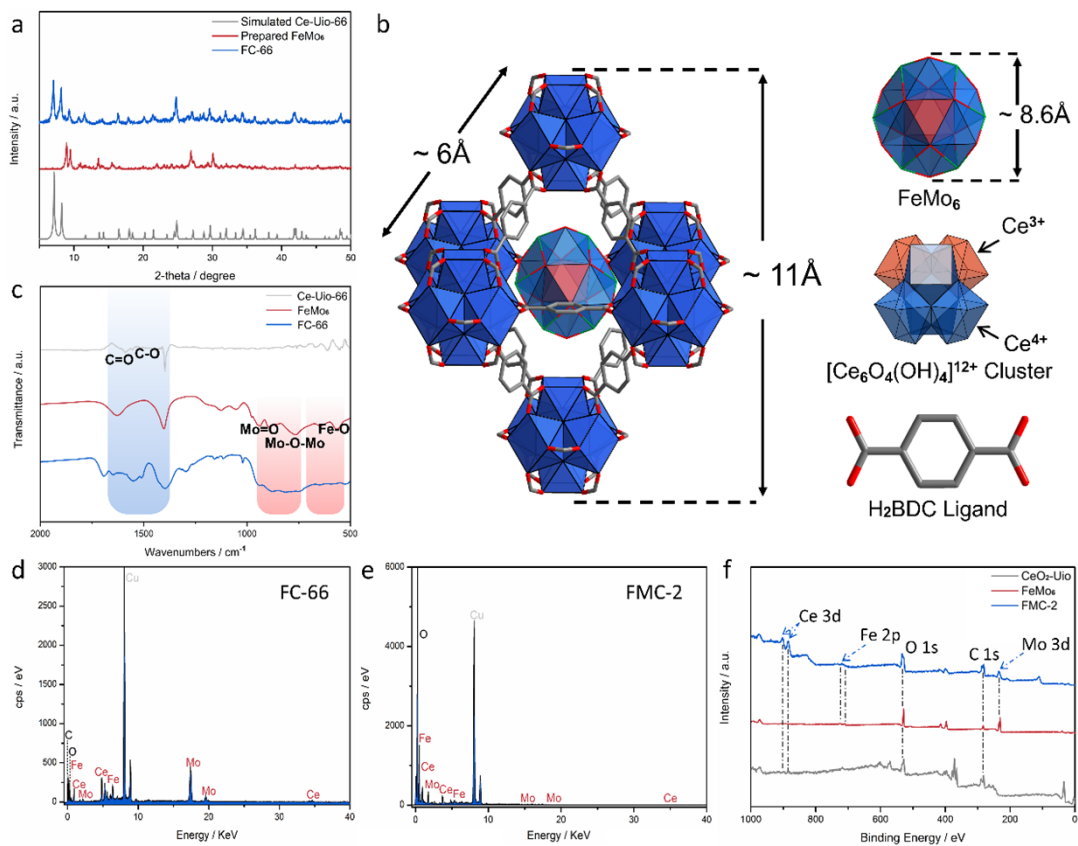 a
Simulated Ce-Uio-66
Prepared FeMo₆
FC-66
Intensity / a.u.
10 20 30 40 50
2-theta / degree
b
~ 6Å
~ 11Å
~ 8.6Å
FeMo₆
Ce³⁺
Ce⁴⁺
[Ce₆O₄(OH)₄]¹²⁺ Cluster
H₂BDC Ligand
c
Ce-Uio-66
FeMo₆
FC-66
C=O
C-O
Mo=O
Mo-O-Mo
Fe-O
Transmittance / a.u.
2000 1500 1000 500
Wavenumbers / cm⁻¹
d
FC-66
3000
2500
2000
1500
1000
500
0
cps / eV
Cu
C
O
Fe
Ce
Mo
Ce
Fe
Mo
Mo
Ce
0 10 20 30 40
Energy / KeV
e
FMC-2
6000
4000
2000
0
cps / eV
O
Cu
Fe
Ce
Mo
Ce
Fe
Mo
Mo
Ce
0 10 20 30 40
Energy / KeV
f
CeO₂-Uio
FeMo₆
FMC-2
Ce 3d
Fe 2p
O 1s
C 1s
Mo 3d
Intensity / a.u.
1000 800 600 400 200 0
Binding Energy / eV